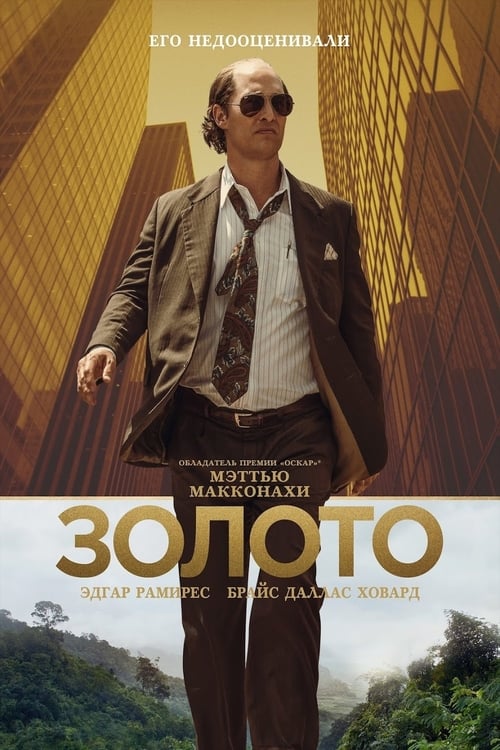 ЕГО НЕДООЦЕНИВАЛИ
ОБЛАДАТЕЛЬ ПРЕМИИ «ОСКАР»®
МЭТТЬЮ
МАККОНАХИ
ЗОЛОТО
ЭДГАР РАМИРЕС БРАЙС ДАЛЛАС ХОВАРД